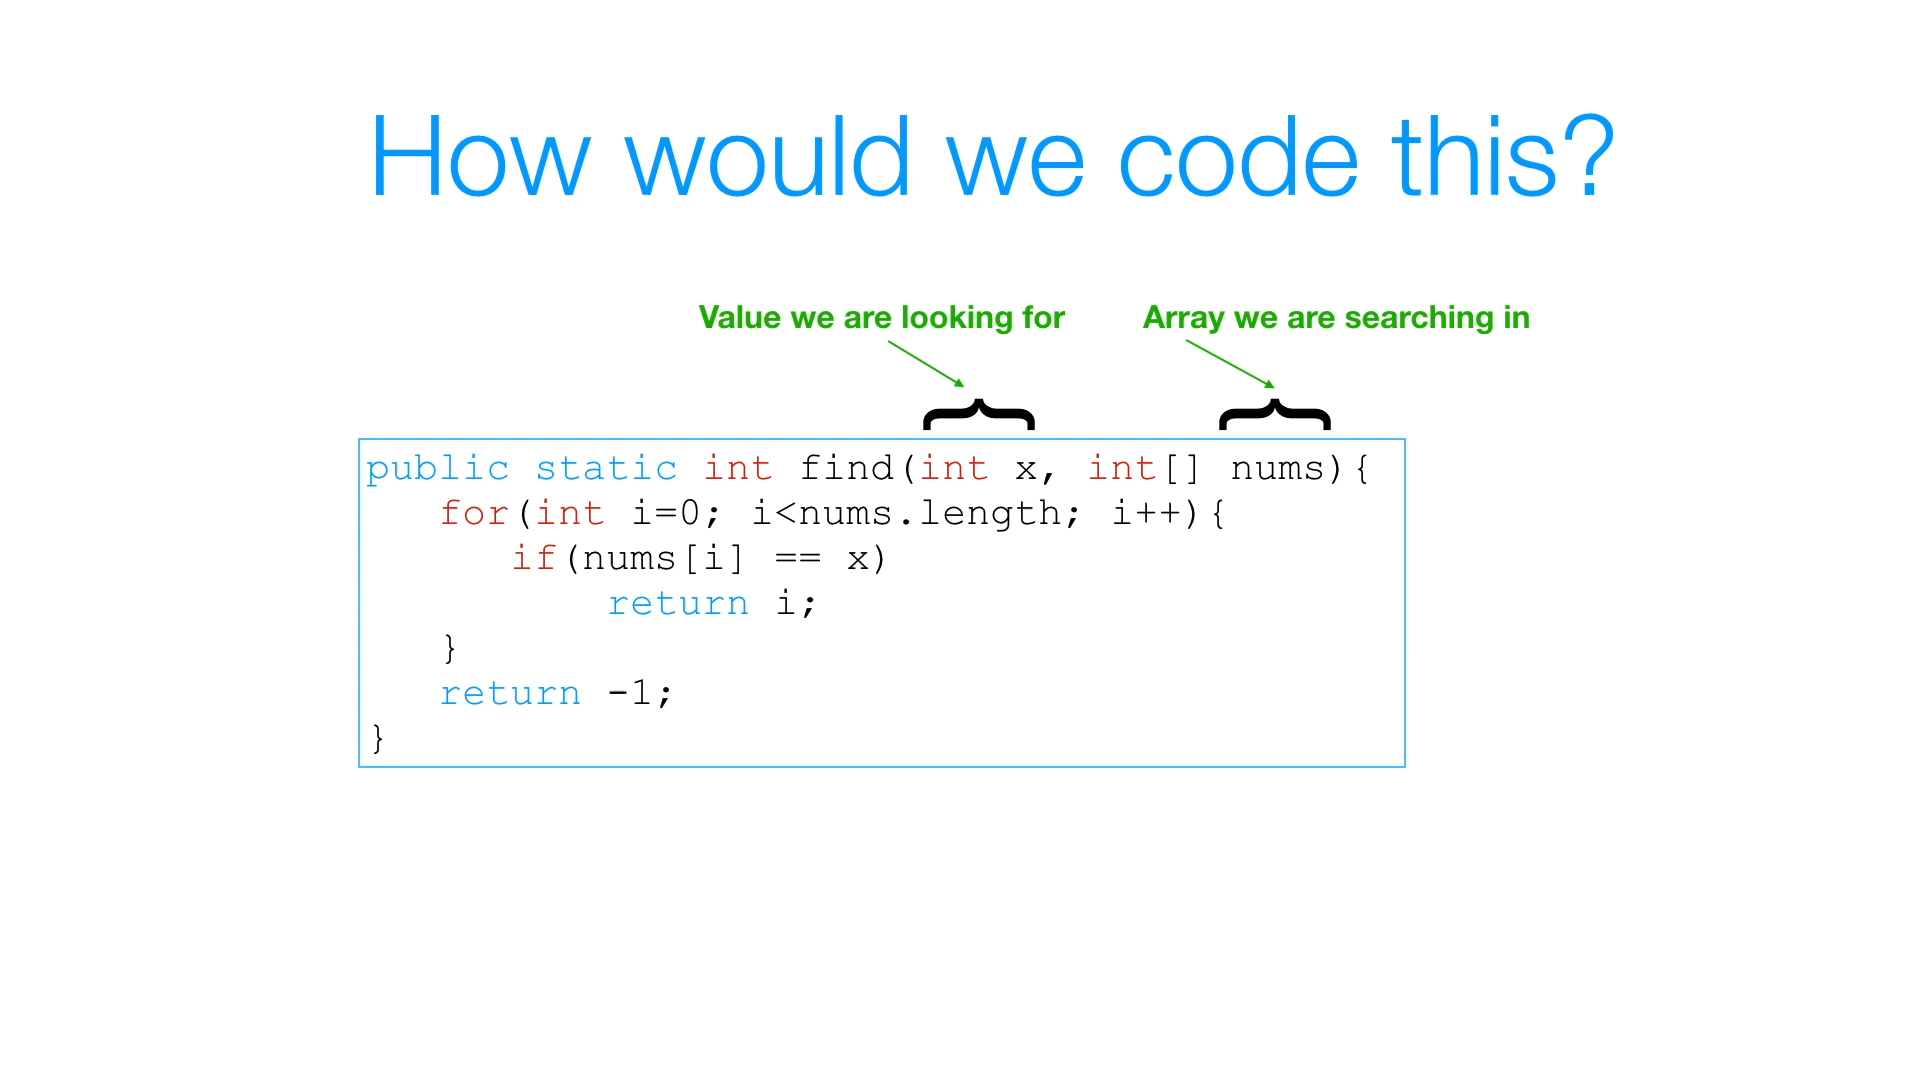 How would we code this?
Value we are looking for
Array we are searching in
public static int find(int x, int[] nums){
for(int i=0; i<nums.length; i++){
if(nums[i] == x)
return i;
}
return -1;
}